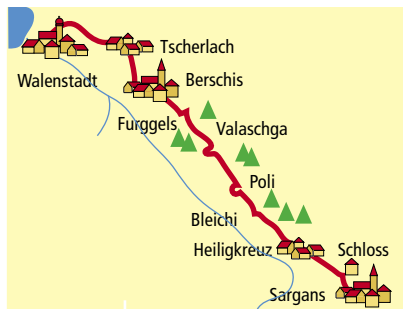 Tscherlach
Walenstadt
Berschis
Furggels
Valaschga
Poli
Bleichi
Heiligkreuz
Schloss
Sargans